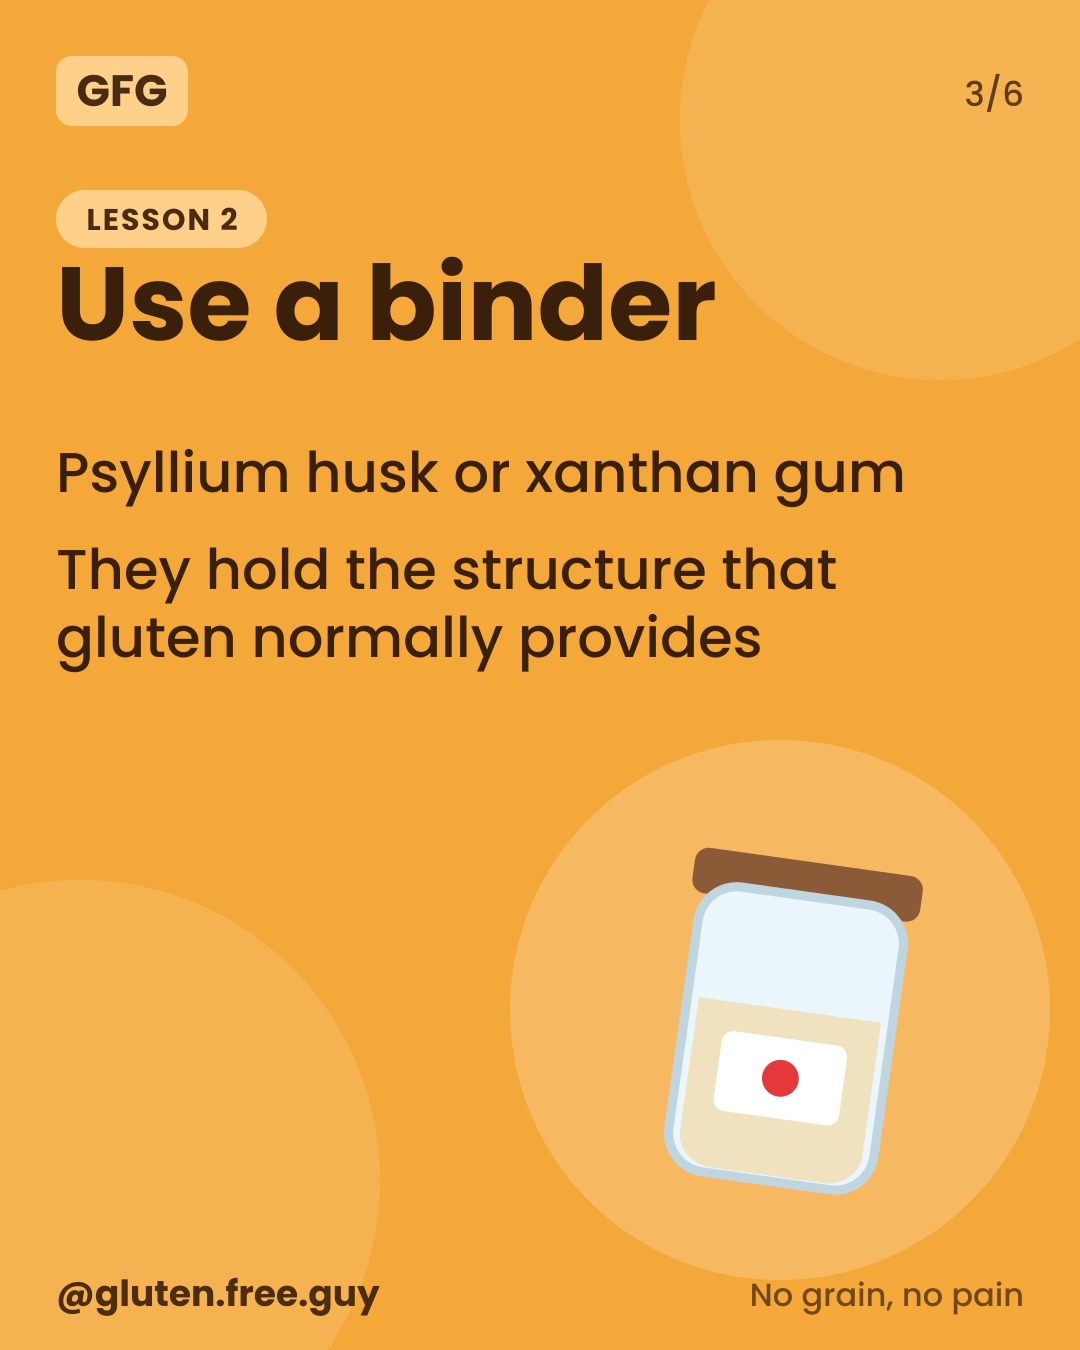 GFG
3/6
LESSON 2
Use a binder
Psyllium husk or xanthan gum
They hold the structure that
gluten normally provides
@gluten.free.guy
No grain, no pain